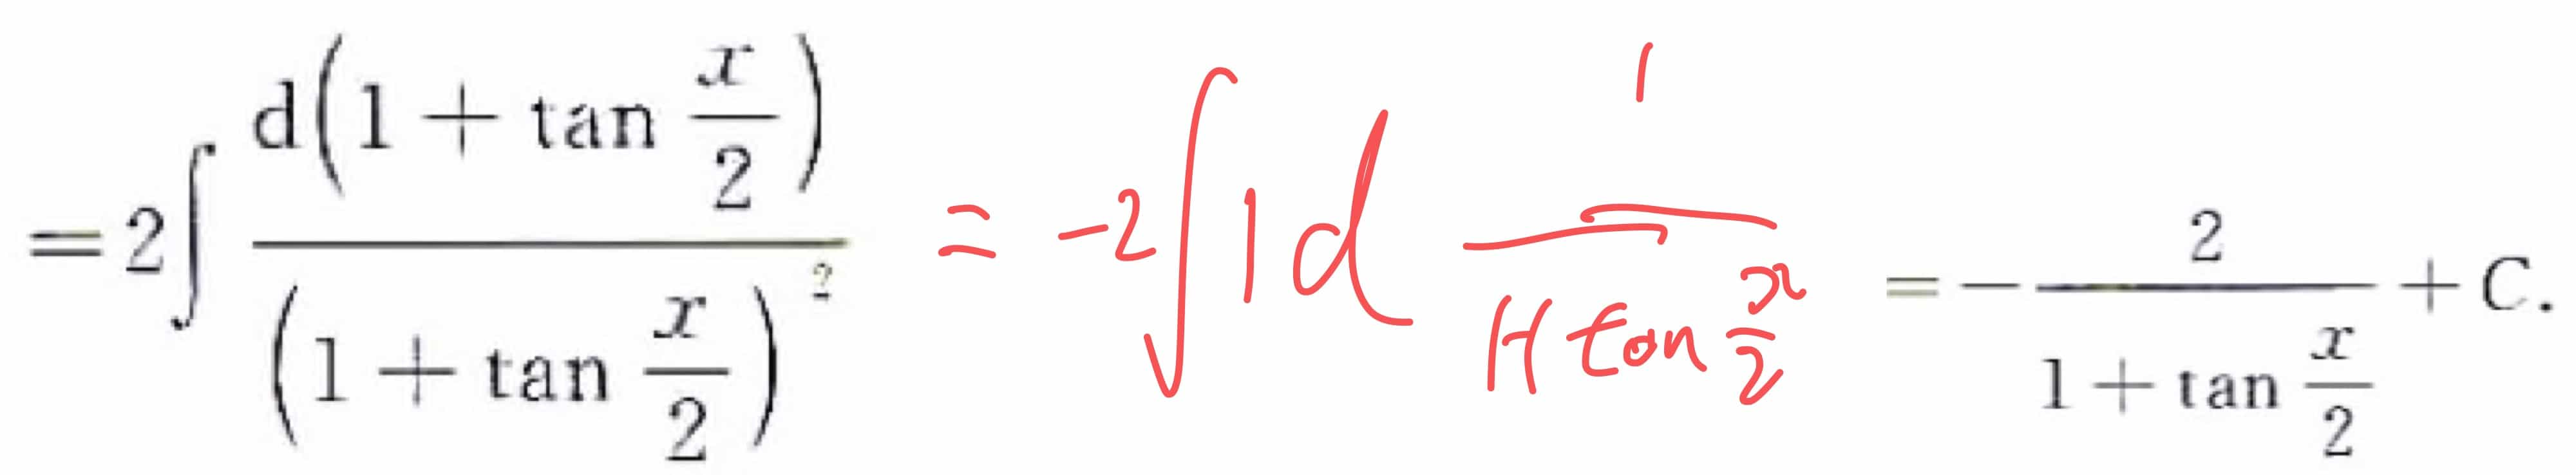 = 2∫ d(1 + tan x/2) / (1 + tan x/2)² = -2∫ 1 d 1/(1+tan x/2) = - 2/(1 + tan x/2) + C.